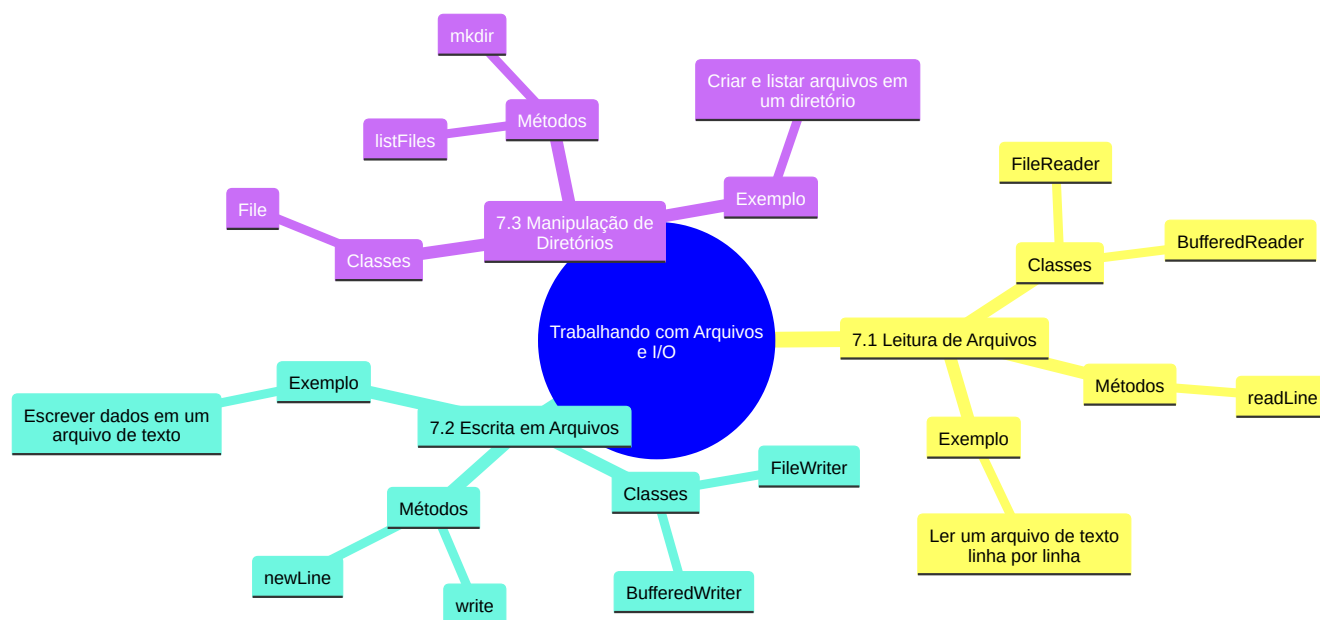 Trabalhando com Arquivos
e I/O
7.1 Leitura de Arquivos
Classes
FileReader
BufferedReader
Métodos
readLine
Exemplo
Ler um arquivo de texto
linha por linha
7.2 Escrita em Arquivos
Classes
FileWriter
BufferedWriter
Métodos
write
newLine
Exemplo
Escrever dados em um
arquivo de texto
7.3 Manipulação de
Diretórios
Classes
File
Métodos
listFiles
mkdir
Exemplo
Criar e listar arquivos em
um diretório